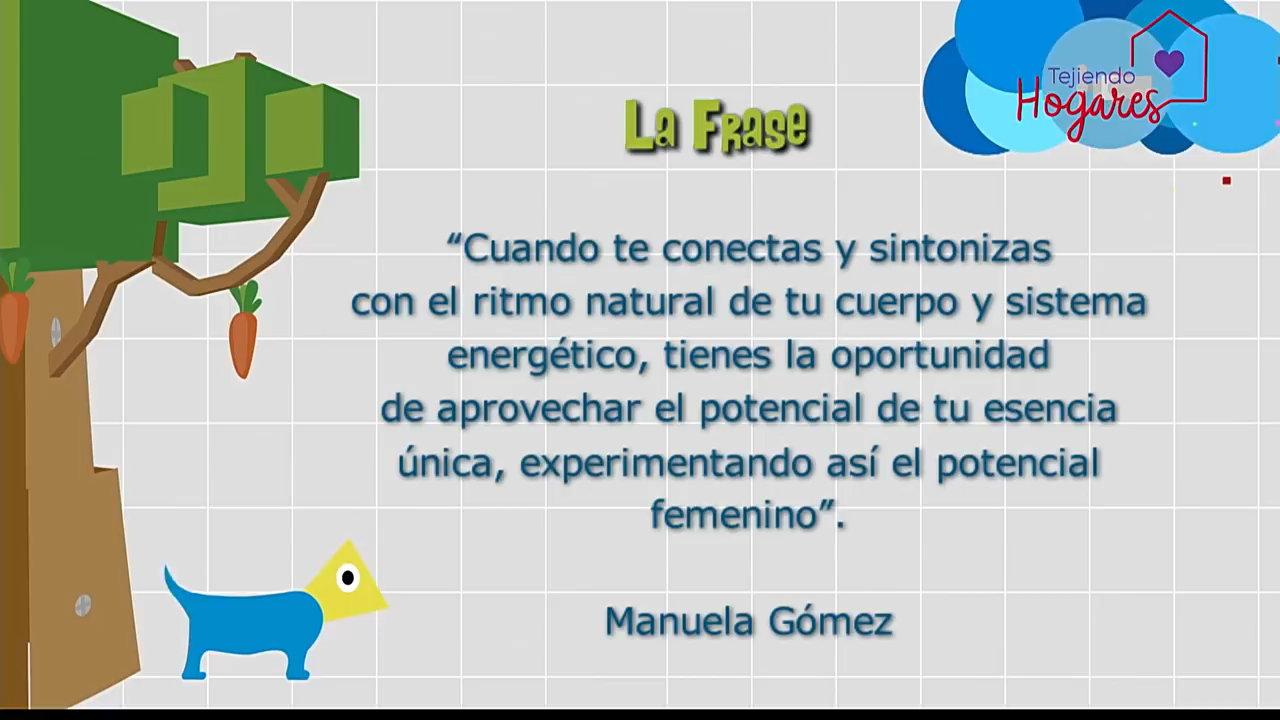 Tejiendo
Hogares
La Frase
“Cuando te conectas y sintonizas
con el ritmo natural de tu cuerpo y sistema
energético, tienes la oportunidad
de aprovechar el potencial de tu esencia
única, experimentando así el potencial
femenino”.
Manuela Gómez